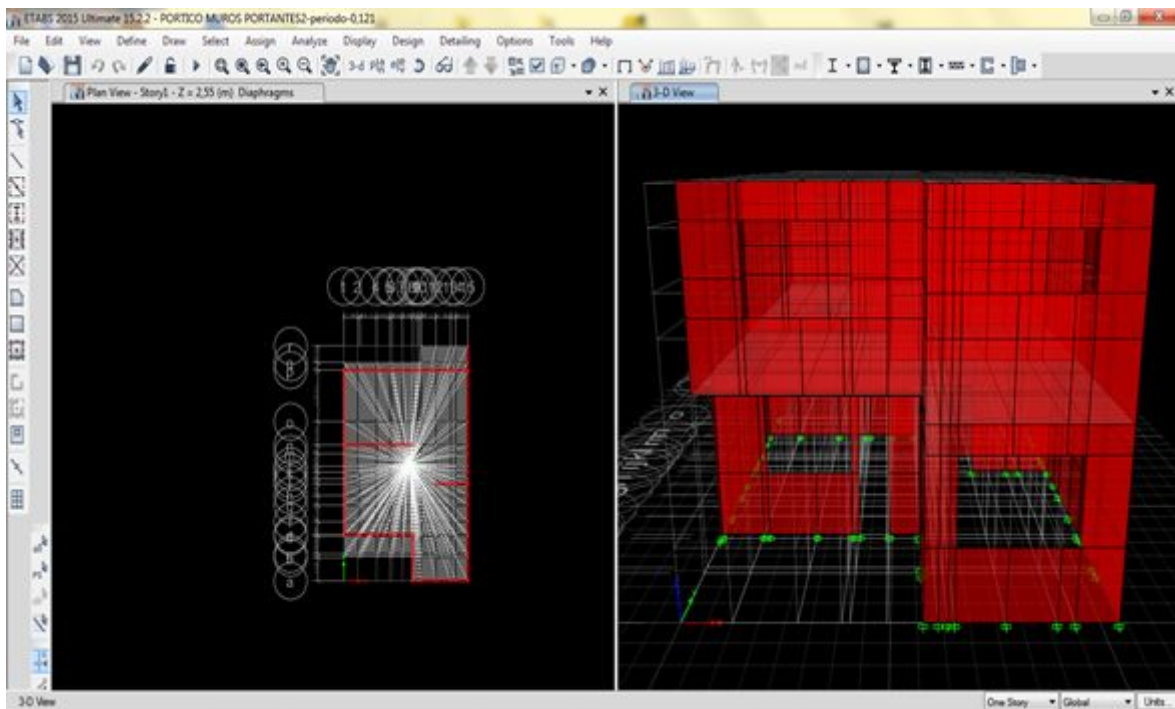 ETABS 2015 Ultimate 15.2.2 - PORTICO MUROS PORTANTES2-periodo-0,121
File Edit View Define Draw Select Assign Analyze Display Design Detailing Options Tools Help
Plan View - Story1 - Z = 2,55 (m) Diaphragms
3-D View
1 2
3-D View
One Story Global Units